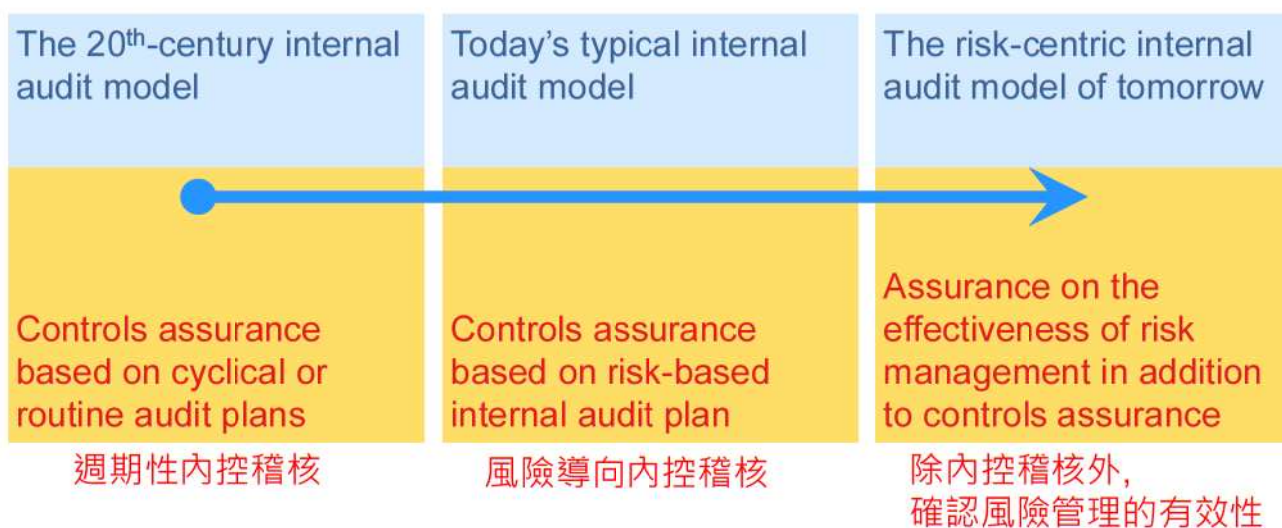 The 20th-century internal
audit model
Today's typical internal
audit model
The risk-centric internal
audit model of tomorrow
Controls assurance
based on cyclical or
routine audit plans
Controls assurance
based on risk-based
internal audit plan
Assurance on the
effectiveness of risk
management in addition
to controls assurance
週期性內控稽核
風險導向內控稽核
除內控稽核外,
確認風險管理的有效性